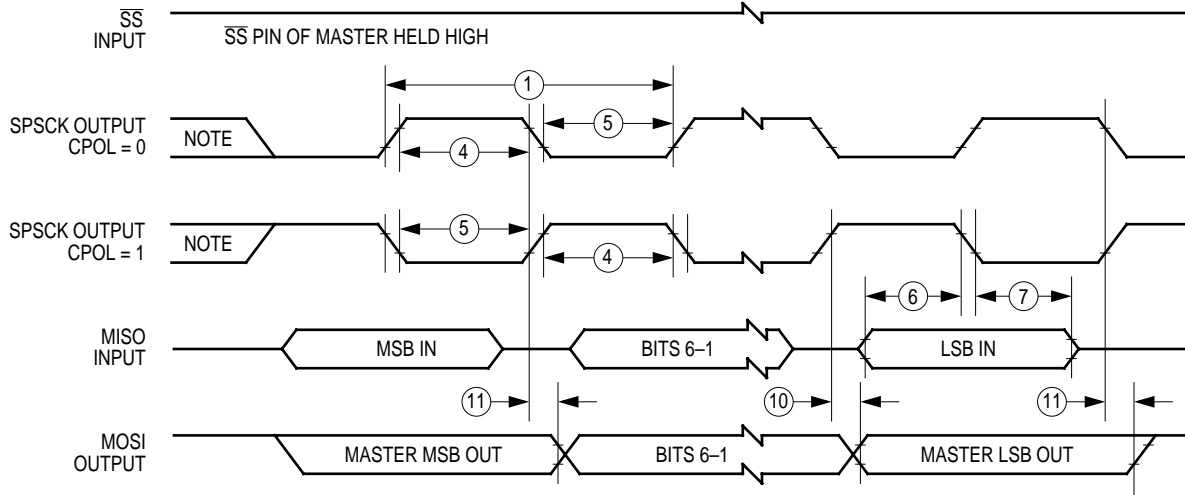 SS
INPUT
SS PIN OF MASTER HELD HIGH
1
SPSCK OUTPUT
CPOL = 0
NOTE
5
4
SPSCK OUTPUT
CPOL = 1
NOTE
5
4
6
7
MISO
INPUT
MSB IN
BITS 6–1
LSB IN
11
10
11
MOSI
OUTPUT
MASTER MSB OUT
BITS 6–1
MASTER LSB OUT